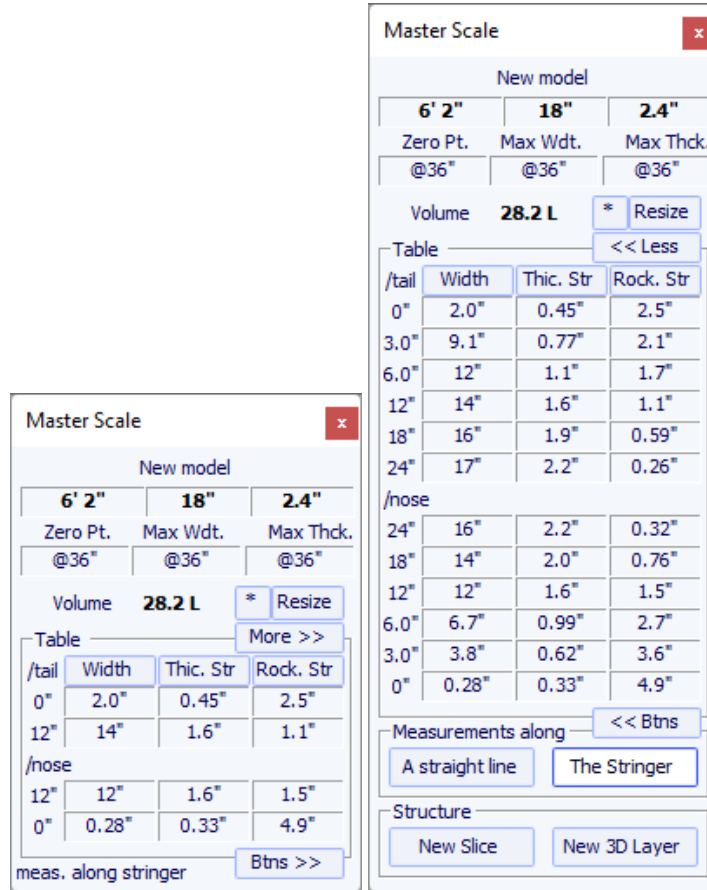 Master Scale x
New model
6' 2" 18" 2.4"
Zero Pt. Max Wdt. Max Thck.
@36" @36" @36"
Volume 28.2 L * Resize
Table More >>
/tail Width Thic. Str Rock. Str
0" 2.0" 0.45" 2.5"
12" 14" 1.6" 1.1"
/nose
12" 12" 1.6" 1.5"
0" 0.28" 0.33" 4.9"
meas. along stringer Btns >>
Master Scale x
New model
6' 2" 18" 2.4"
Zero Pt. Max Wdt. Max Thck.
@36" @36" @36"
Volume 28.2 L * Resize
Table << Less
/tail Width Thic. Str Rock. Str
0" 2.0" 0.45" 2.5"
3.0" 9.1" 0.77" 2.1"
6.0" 12" 1.1" 1.7"
12" 14" 1.6" 1.1"
18" 16" 1.9" 0.59"
24" 17" 2.2" 0.26"
/nose
24" 16" 2.2" 0.32"
18" 14" 2.0" 0.76"
12" 12" 1.6" 1.5"
6.0" 6.7" 0.99" 2.7"
3.0" 3.8" 0.62" 3.6"
0" 0.28" 0.33" 4.9"
Measurements along << Btns
A straight line The Stringer
Structure
New Slice New 3D Layer